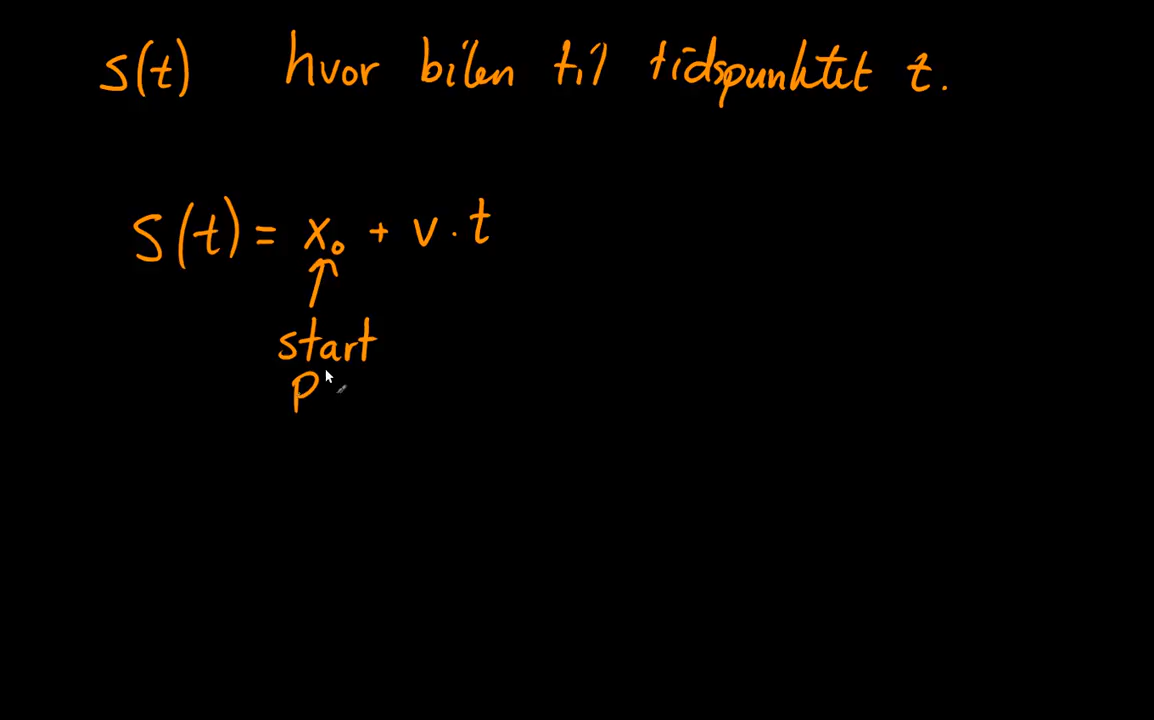 s(t) hvor bilen til tidspunktet t.
S(t) = x₀ + v · t
start
p